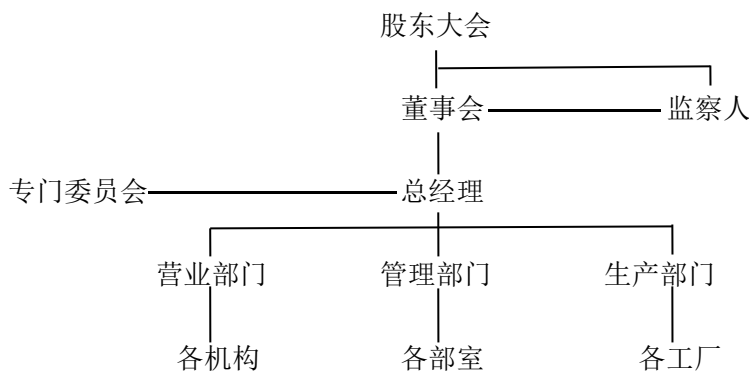 股东大会
董事会 监察人
专门委员会 总经理
营业部门 管理部门 生产部门
各机构 各部室 各工厂